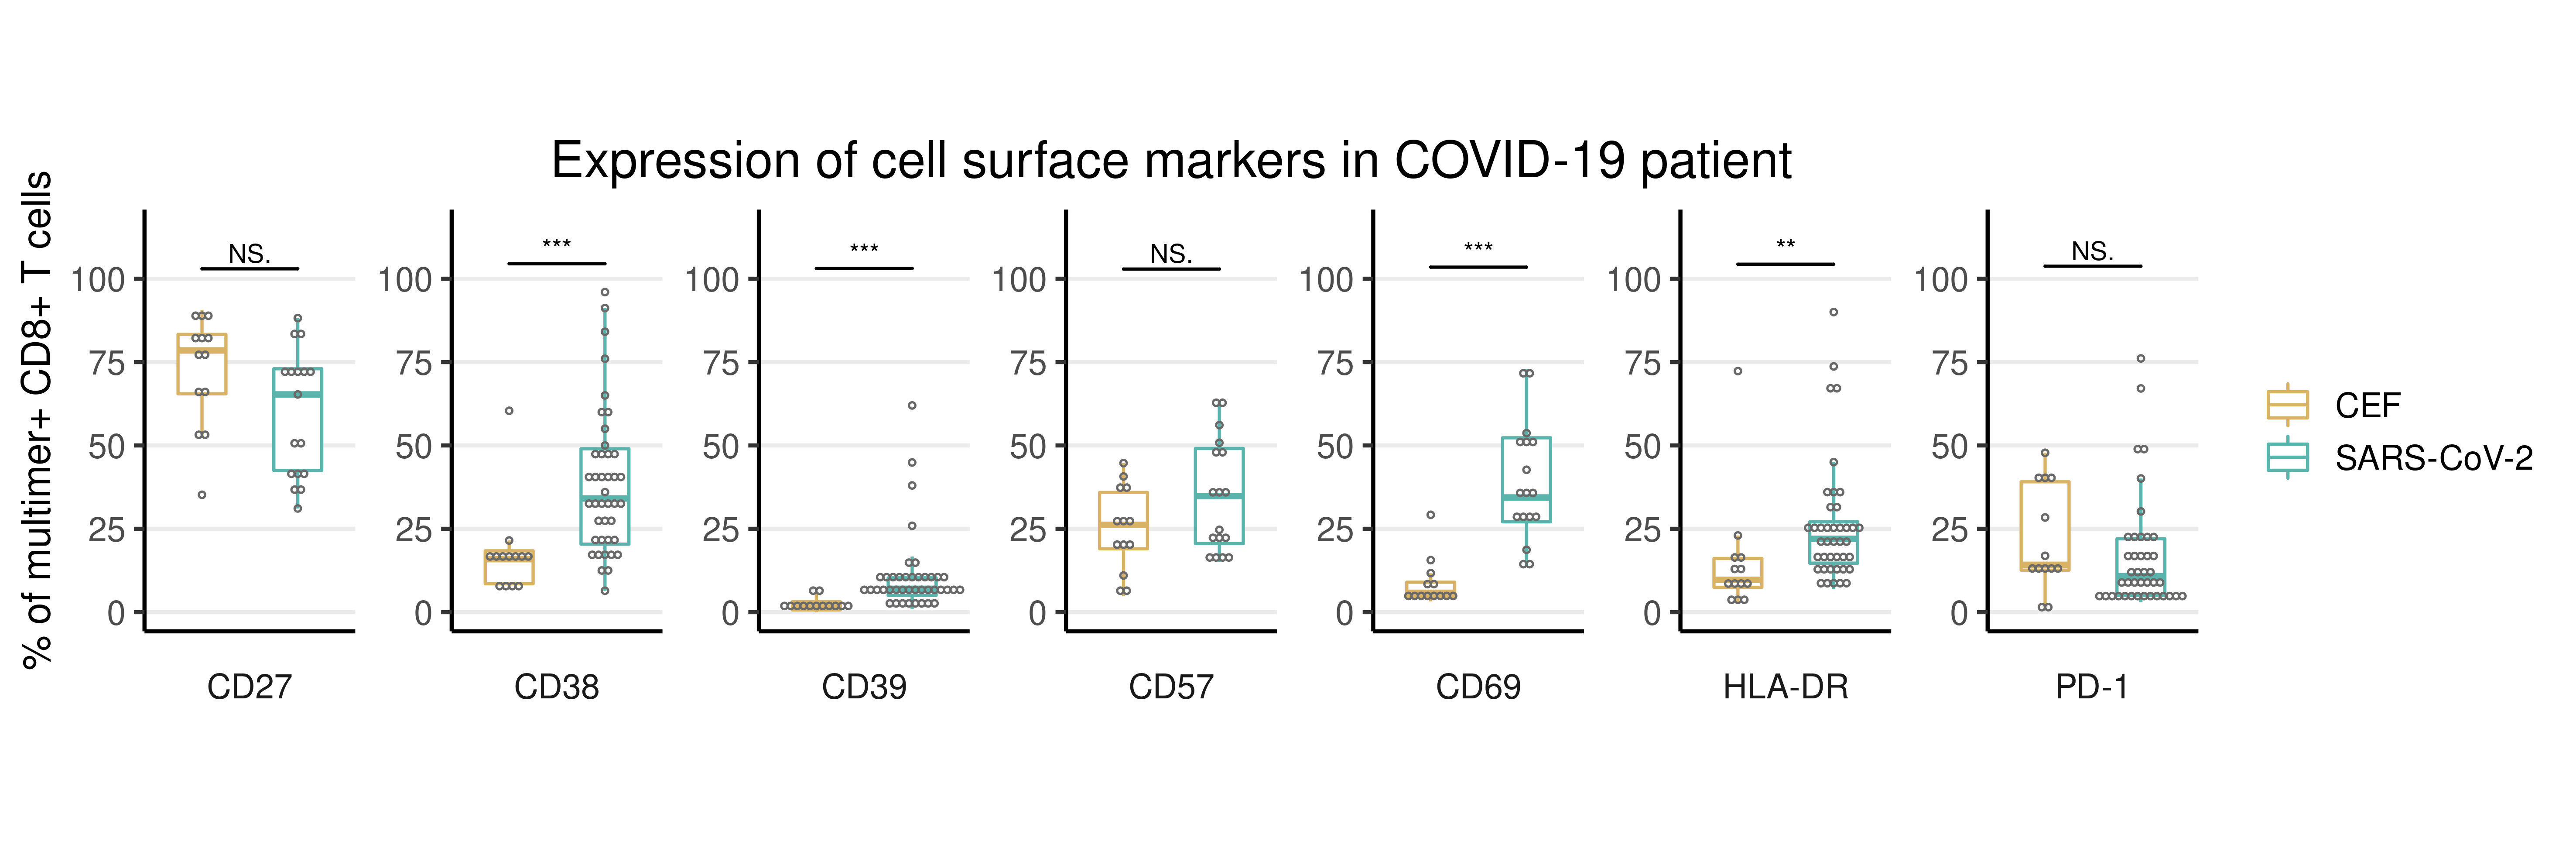 Expression of cell surface markers in COVID-19 patient
% of multimer+ CD8+ T cells
NS.
100
75
50
25
0
CD27
***
100
75
50
25
0
CD38
***
100
75
50
25
0
CD39
NS.
100
75
50
25
0
CD57
***
100
75
50
25
0
CD69
**
100
75
50
25
0
HLA-DR
NS.
100
75
50
25
0
PD-1
CEF
SARS-CoV-2